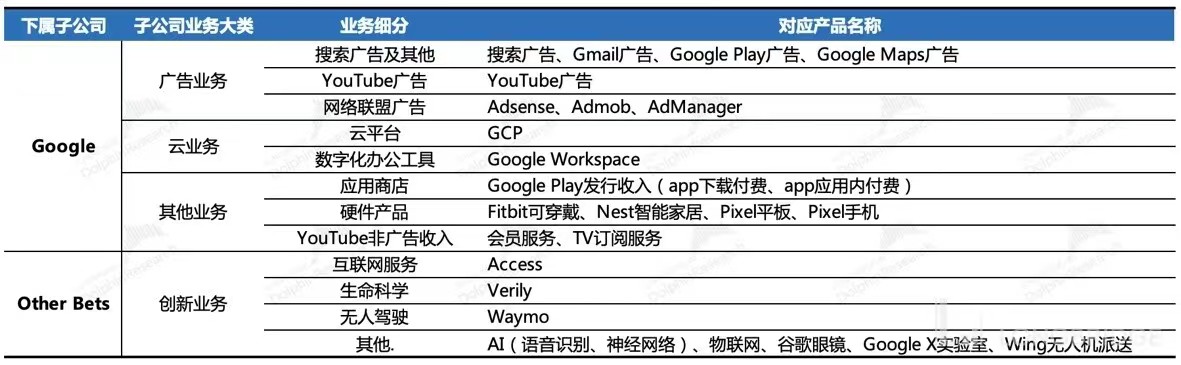 下属子公司 子公司业务大类 业务细分 对应产品名称
搜索广告及其他 搜索广告、Gmail广告、Google Play广告、Google Maps广告
广告业务 YouTube广告 YouTube广告
网络联盟广告 Adsense、Admob、AdManager
Google 云业务 云平台 GCP
数字化办公工具 Google Workspace
应用商店 Google Play发行收入（app下载付费、app应用内付费）
其他业务 硬件产品 Fitbit可穿戴、Nest智能家居、Pixel平板、Pixel手机
YouTube非广告收入 会员服务、TV订阅服务
互联网服务 Access
Other Bets 创新业务 生命科学 Verily
无人驾驶 Waymo
其他. AI（语音识别、神经网络）、物联网、谷歌眼镜、Google X实验室、Wing无人机派送
LONGBRIDGE